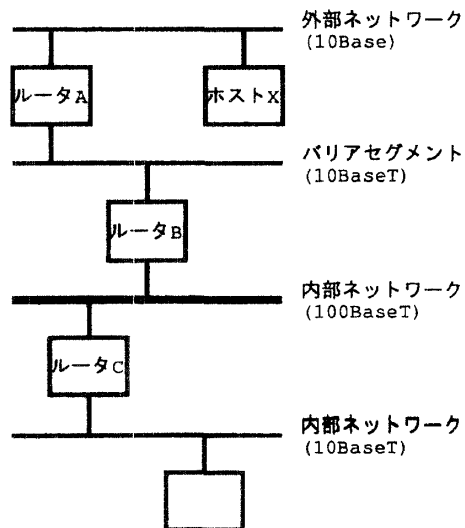 外部ネットワーク
(10Base)
ルータA
ホストX
バリアセグメント
(10BaseT)
ルータB
内部ネットワーク
(100BaseT)
ルータC
内部ネットワーク
(10BaseT)